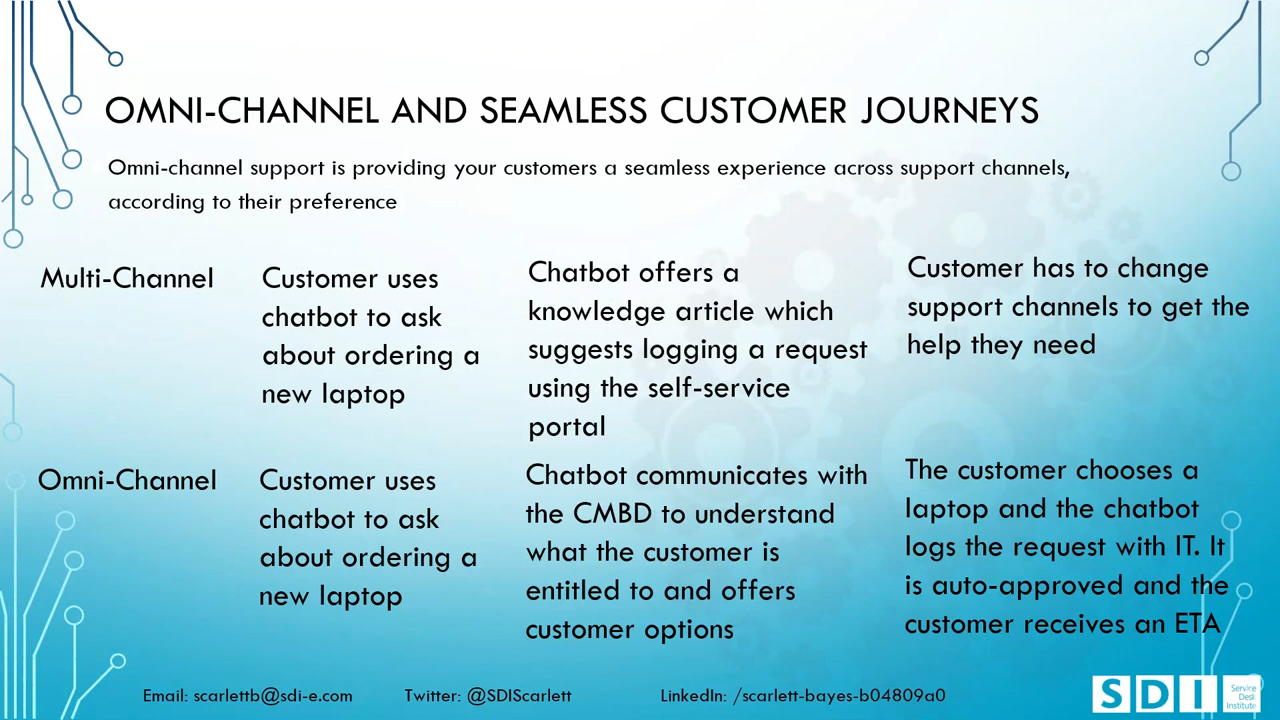 OMNI-CHANNEL AND SEAMLESS CUSTOMER JOURNEYS
Omni-channel support is providing your customers a seamless experience across support channels,
according to their preference
Multi-Channel
Customer uses
chatbot to ask
about ordering a
new laptop
Chatbot offers a
knowledge article which
suggests logging a request
using the self-service
portal
Customer has to change
support channels to get the
help they need
Omni-Channel
Customer uses
chatbot to ask
about ordering a
new laptop
Chatbot communicates with
the CMBD to understand
what the customer is
entitled to and offers
customer options
The customer chooses a
laptop and the chatbot
logs the request with IT. It
is auto-approved and the
customer receives an ETA
Email: scarlettb@sdi-e.com
Twitter: @SDIScarlett
LinkedIn: /scarlett-bayes-b04809a0
SDI
Service
Desk
Institute